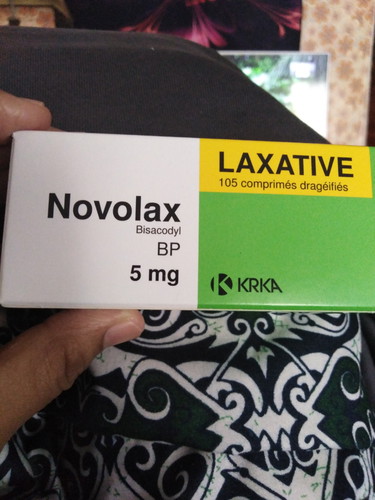 LAXATIVE
105 comprimés dragéifiés
Novolax
Bisacodyl
BP
5 mg
KRKA